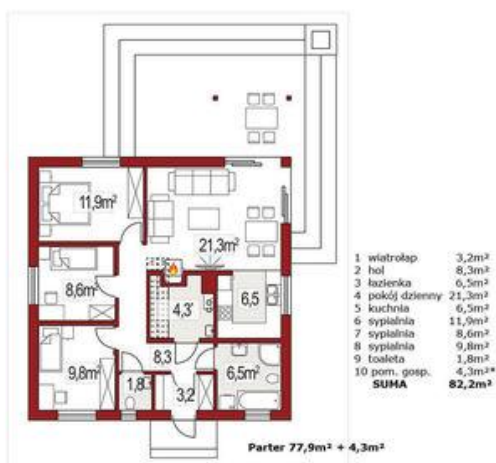 11,9m²
21,3m²
8,6m²
4,3
6,5
9,8m²
8,3
1,8
3,2
6,5m²
1 wiatrołap 3,2m²
2 hol 8,3m²
3 łazienka 6,5m²
4 pokój dzienny 21,3m²
5 kuchnia 6,5m²
6 sypialnia 11,9m²
7 sypialnia 8,6m²
8 sypialnia 9,8m²
9 toaleta 1,8m²
10 pom. gosp. 4,3m²*
SUMA 82,2m²
Parter 77,9m² + 4,3m²